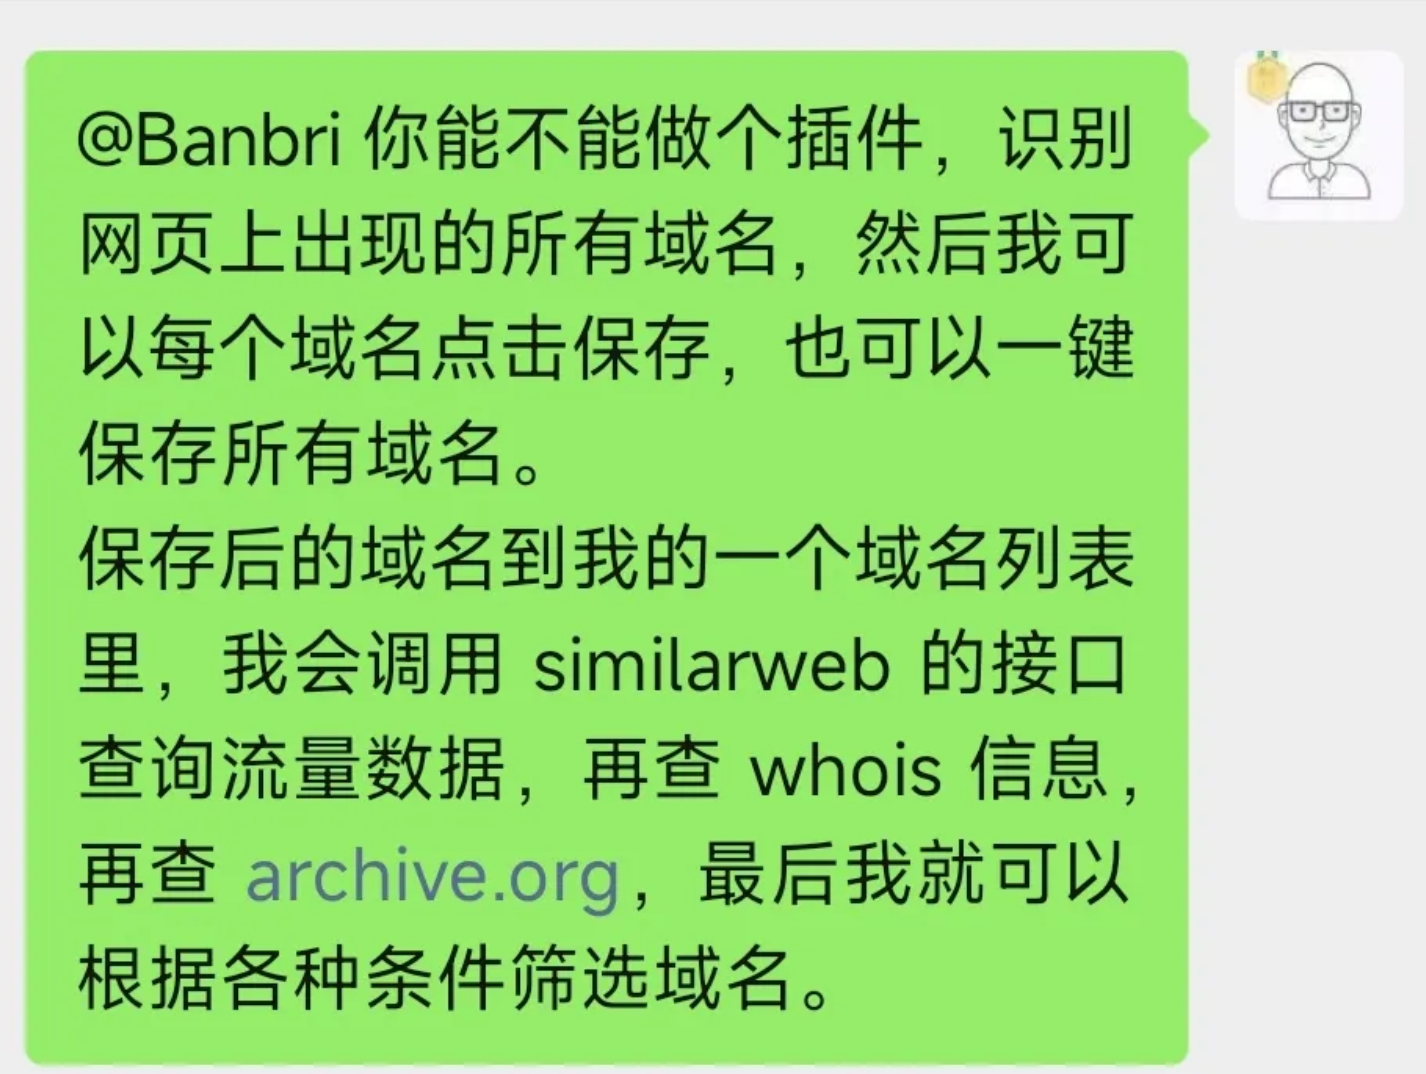 @Banbri 你能不能做个插件，识别
网页上出现的所有域名，然后我可
以每个域名点击保存，也可以一键
保存所有域名。
保存后的域名到我的一个域名列表
里，我会调用 similarweb 的接口
查询流量数据，再查 whois 信息，
再查 archive.org，最后我就可以
根据各种条件筛选域名。